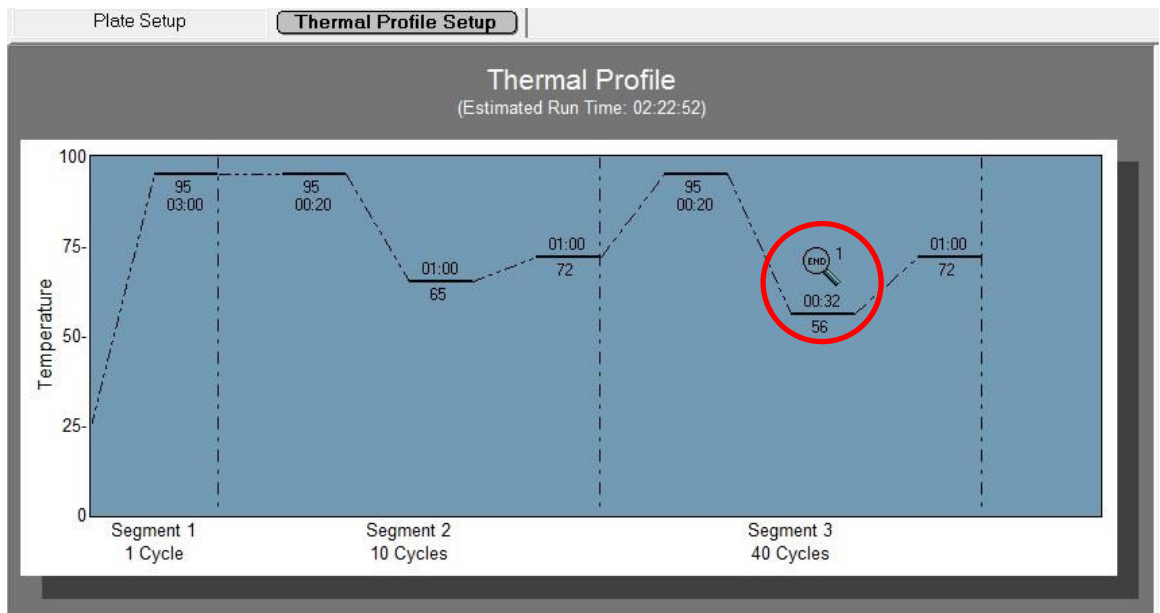 Plate Setup
Thermal Profile Setup
Thermal Profile
(Estimated Run Time: 02:22:52)
Temperature
100
75-
50-
25-
0
95
03:00
95
00:20
01:00
65
01:00
72
95
00:20
END 1
00:32
56
01:00
72
Segment 1
1 Cycle
Segment 2
10 Cycles
Segment 3
40 Cycles